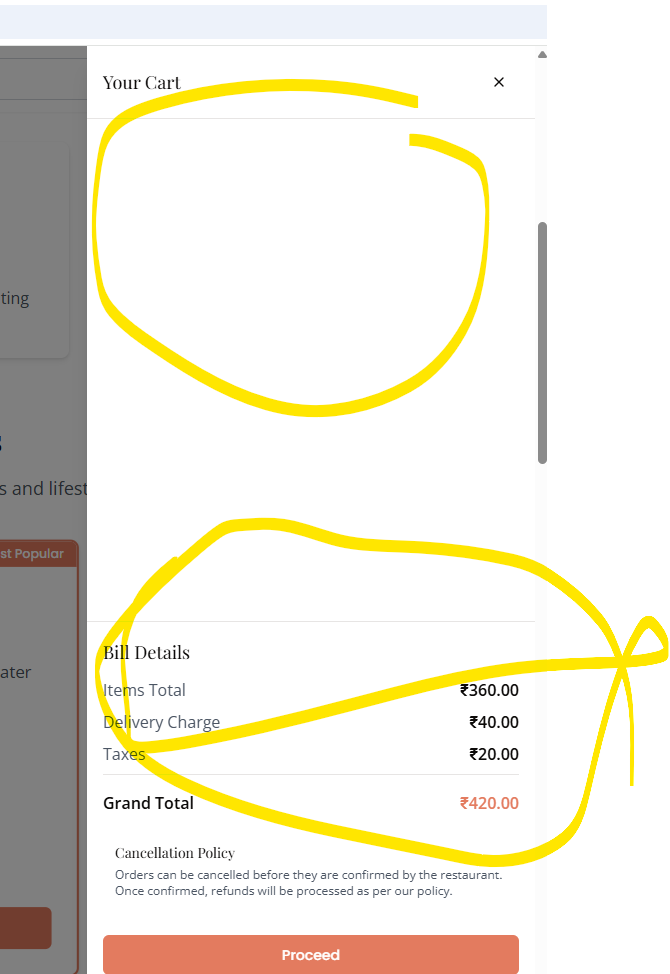 Your Cart ×
ting
s and lifest
st Popular
Bill Details
ater
Items Total ₹360.00
Delivery Charge ₹40.00
Taxes ₹20.00
Grand Total ₹420.00
Cancellation Policy
Orders can be cancelled before they are confirmed by the restaurant.
Once confirmed, refunds will be processed as per our policy.
Proceed